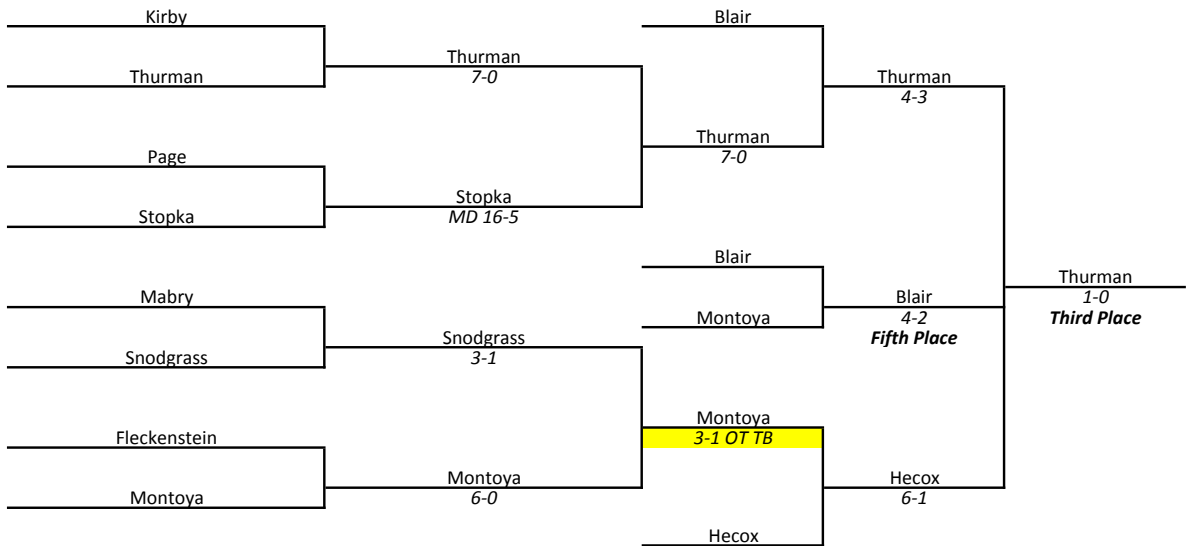 Kirby
Blair
Thurman
7-0
Thurman
Thurman
4-3
Thurman
7-0
Page
Stopka
MD 16-5
Stopka
Blair
Thurman
1-0
Third Place
Mabry
Blair
4-2
Fifth Place
Montoya
Snodgrass
3-1
Snodgrass
Montoya
3-1 OT TB
Fleckenstein
Montoya
6-0
Hecox
6-1
Montoya
Hecox